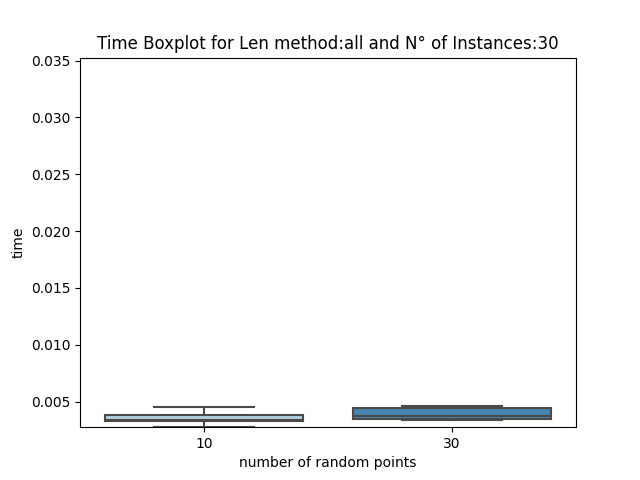 Time Boxplot for Len method:all and N° of Instances:30
0.035
0.030
0.025
0.020
0.015
0.010
0.005
time
10 30
number of random points